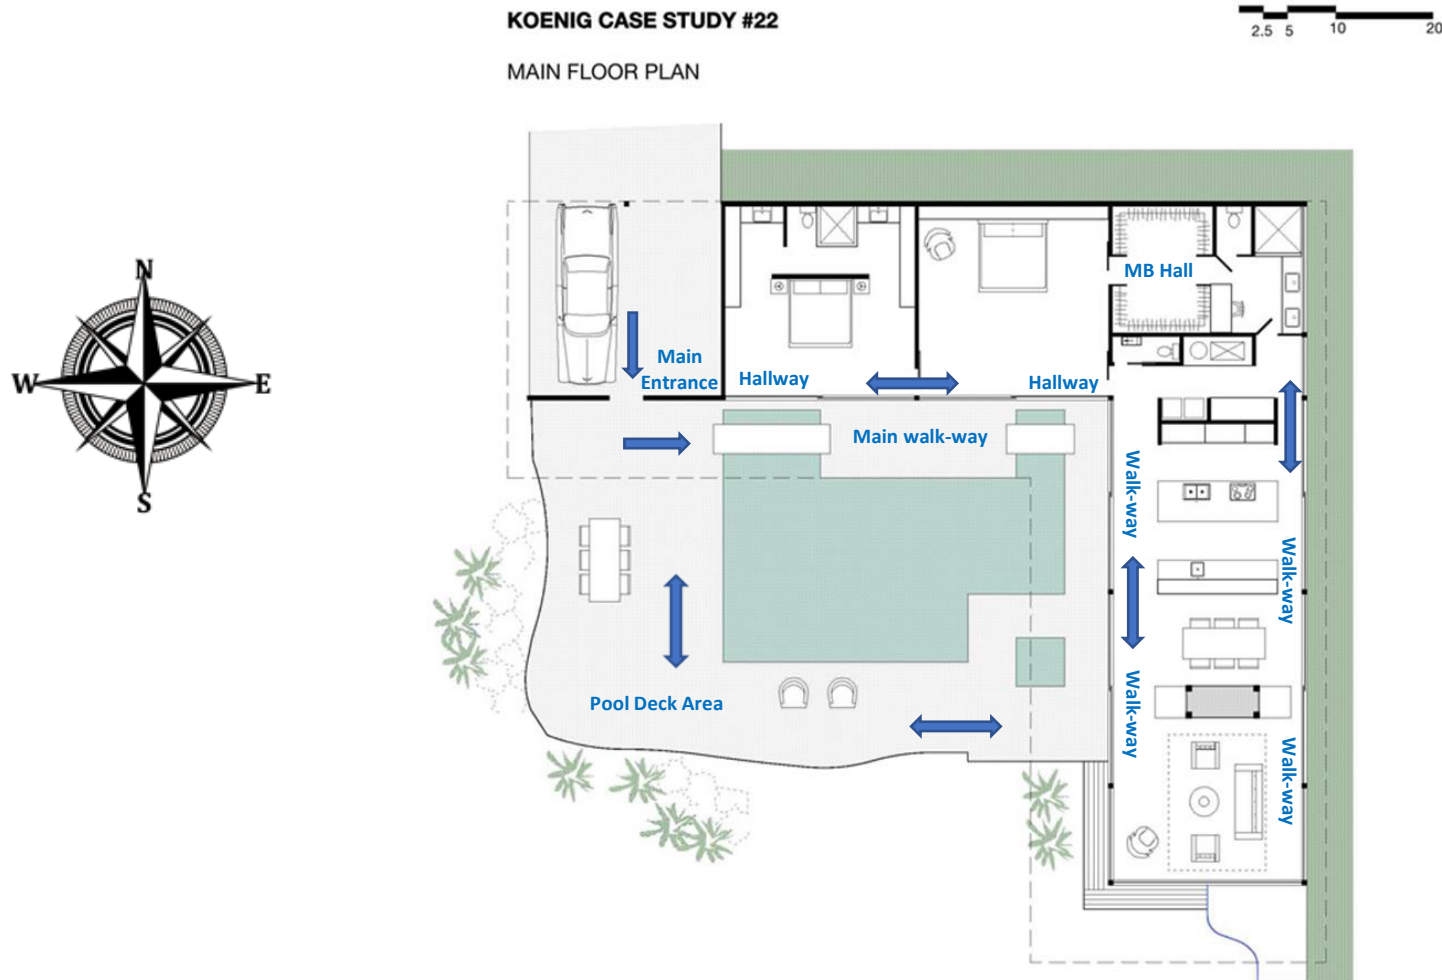 KOENIG CASE STUDY #22
MAIN FLOOR PLAN
2.5 5 10 20
N
W E
S
MB Hall
Main
Entrance
Hallway
Hallway
Main walk-way
Walk-way
Walk-way
Walk-way
Pool Deck Area
Walk-way